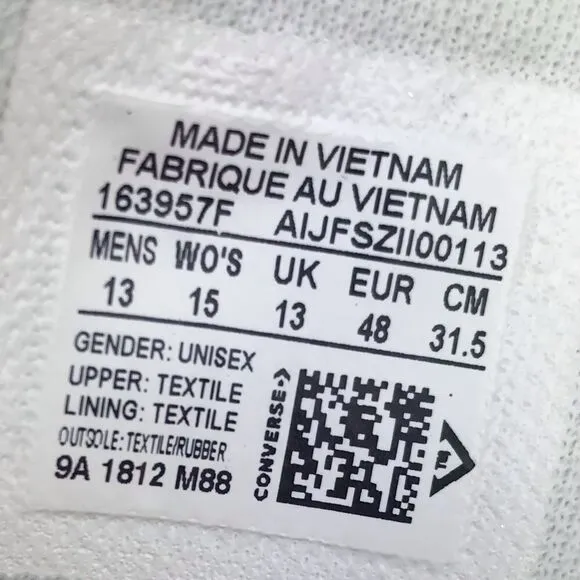 MADE IN VIETNAM
FABRIQUE AU VIETNAM
163957F AIJFSZII00113
MENS WO'S UK EUR CM
13 15 13 48 31.5
GENDER: UNISEX
UPPER: TEXTILE
LINING: TEXTILE
OUTSOLE: TEXTILE/RUBBER
9A 1812 M88
CONVERSE